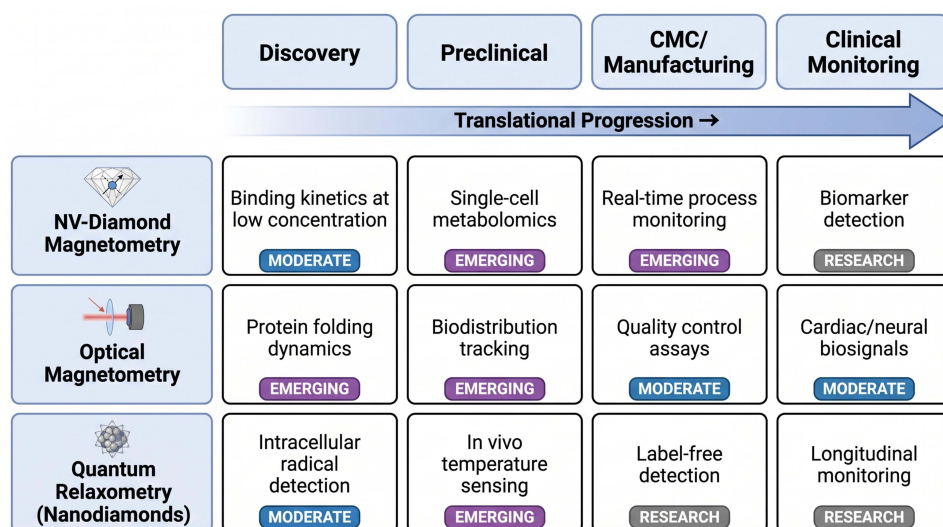 Discovery
Preclinical
CMC/
Manufacturing
Clinical
Monitoring
Translational Progression →
NV-Diamond
Magnetometry
Binding kinetics at
low concentration
MODERATE
Single-cell
metabolomics
EMERGING
Real-time process
monitoring
EMERGING
Biomarker
detection
RESEARCH
Optical
Magnetometry
Protein folding
dynamics
EMERGING
Biodistribution
tracking
EMERGING
Quality control
assays
MODERATE
Cardiac/neural
biosignals
MODERATE
Quantum
Relaxometry
(Nanodiamonds)
Intracellular
radical
detection
MODERATE
In vivo
temperature
sensing
EMERGING
Label-free
detection
RESEARCH
Longitudinal
monitoring
RESEARCH